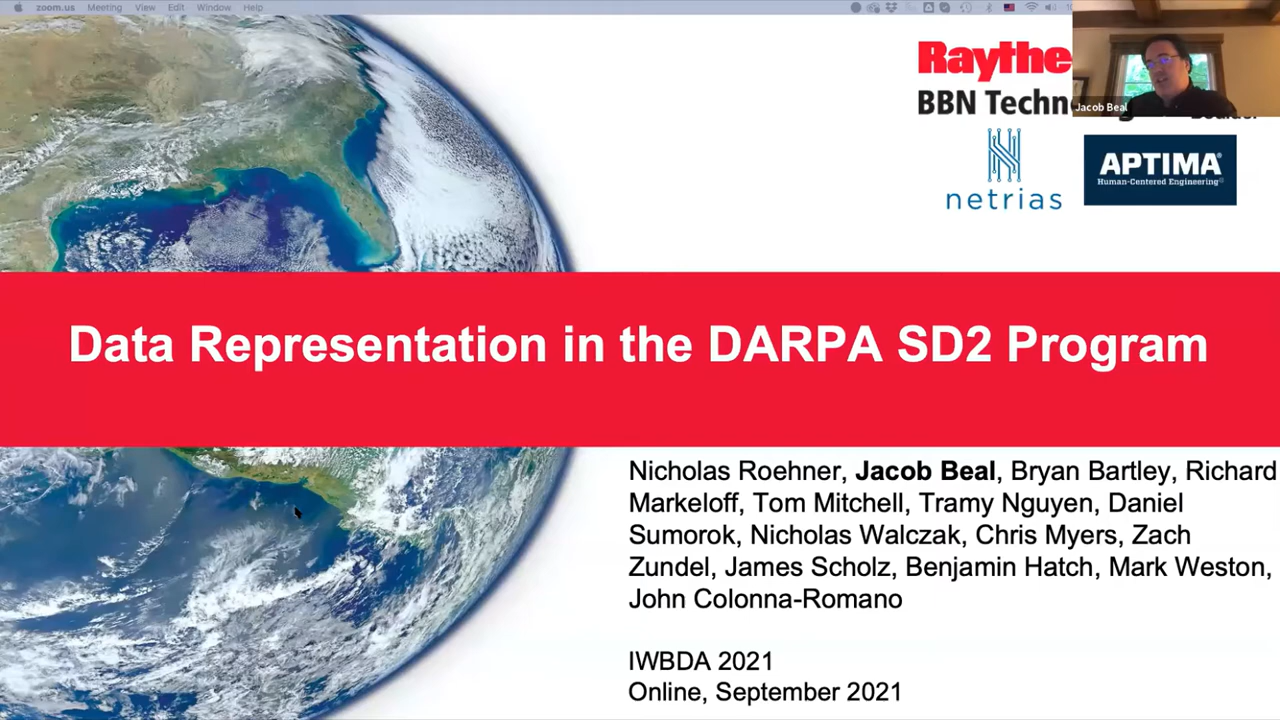 zoom.us Meeting View Edit Window Help
Raythe
BBN Techn
Jacob Beal
netrias
APTIMA
Human-Centered Engineering
Data Representation in the DARPA SD2 Program
Nicholas Roehner, Jacob Beal, Bryan Bartley, Richard
Markeloff, Tom Mitchell, Tramy Nguyen, Daniel
Sumorok, Nicholas Walczak, Chris Myers, Zach
Zundel, James Scholz, Benjamin Hatch, Mark Weston,
John Colonna-Romano
IWBDA 2021
Online, September 2021